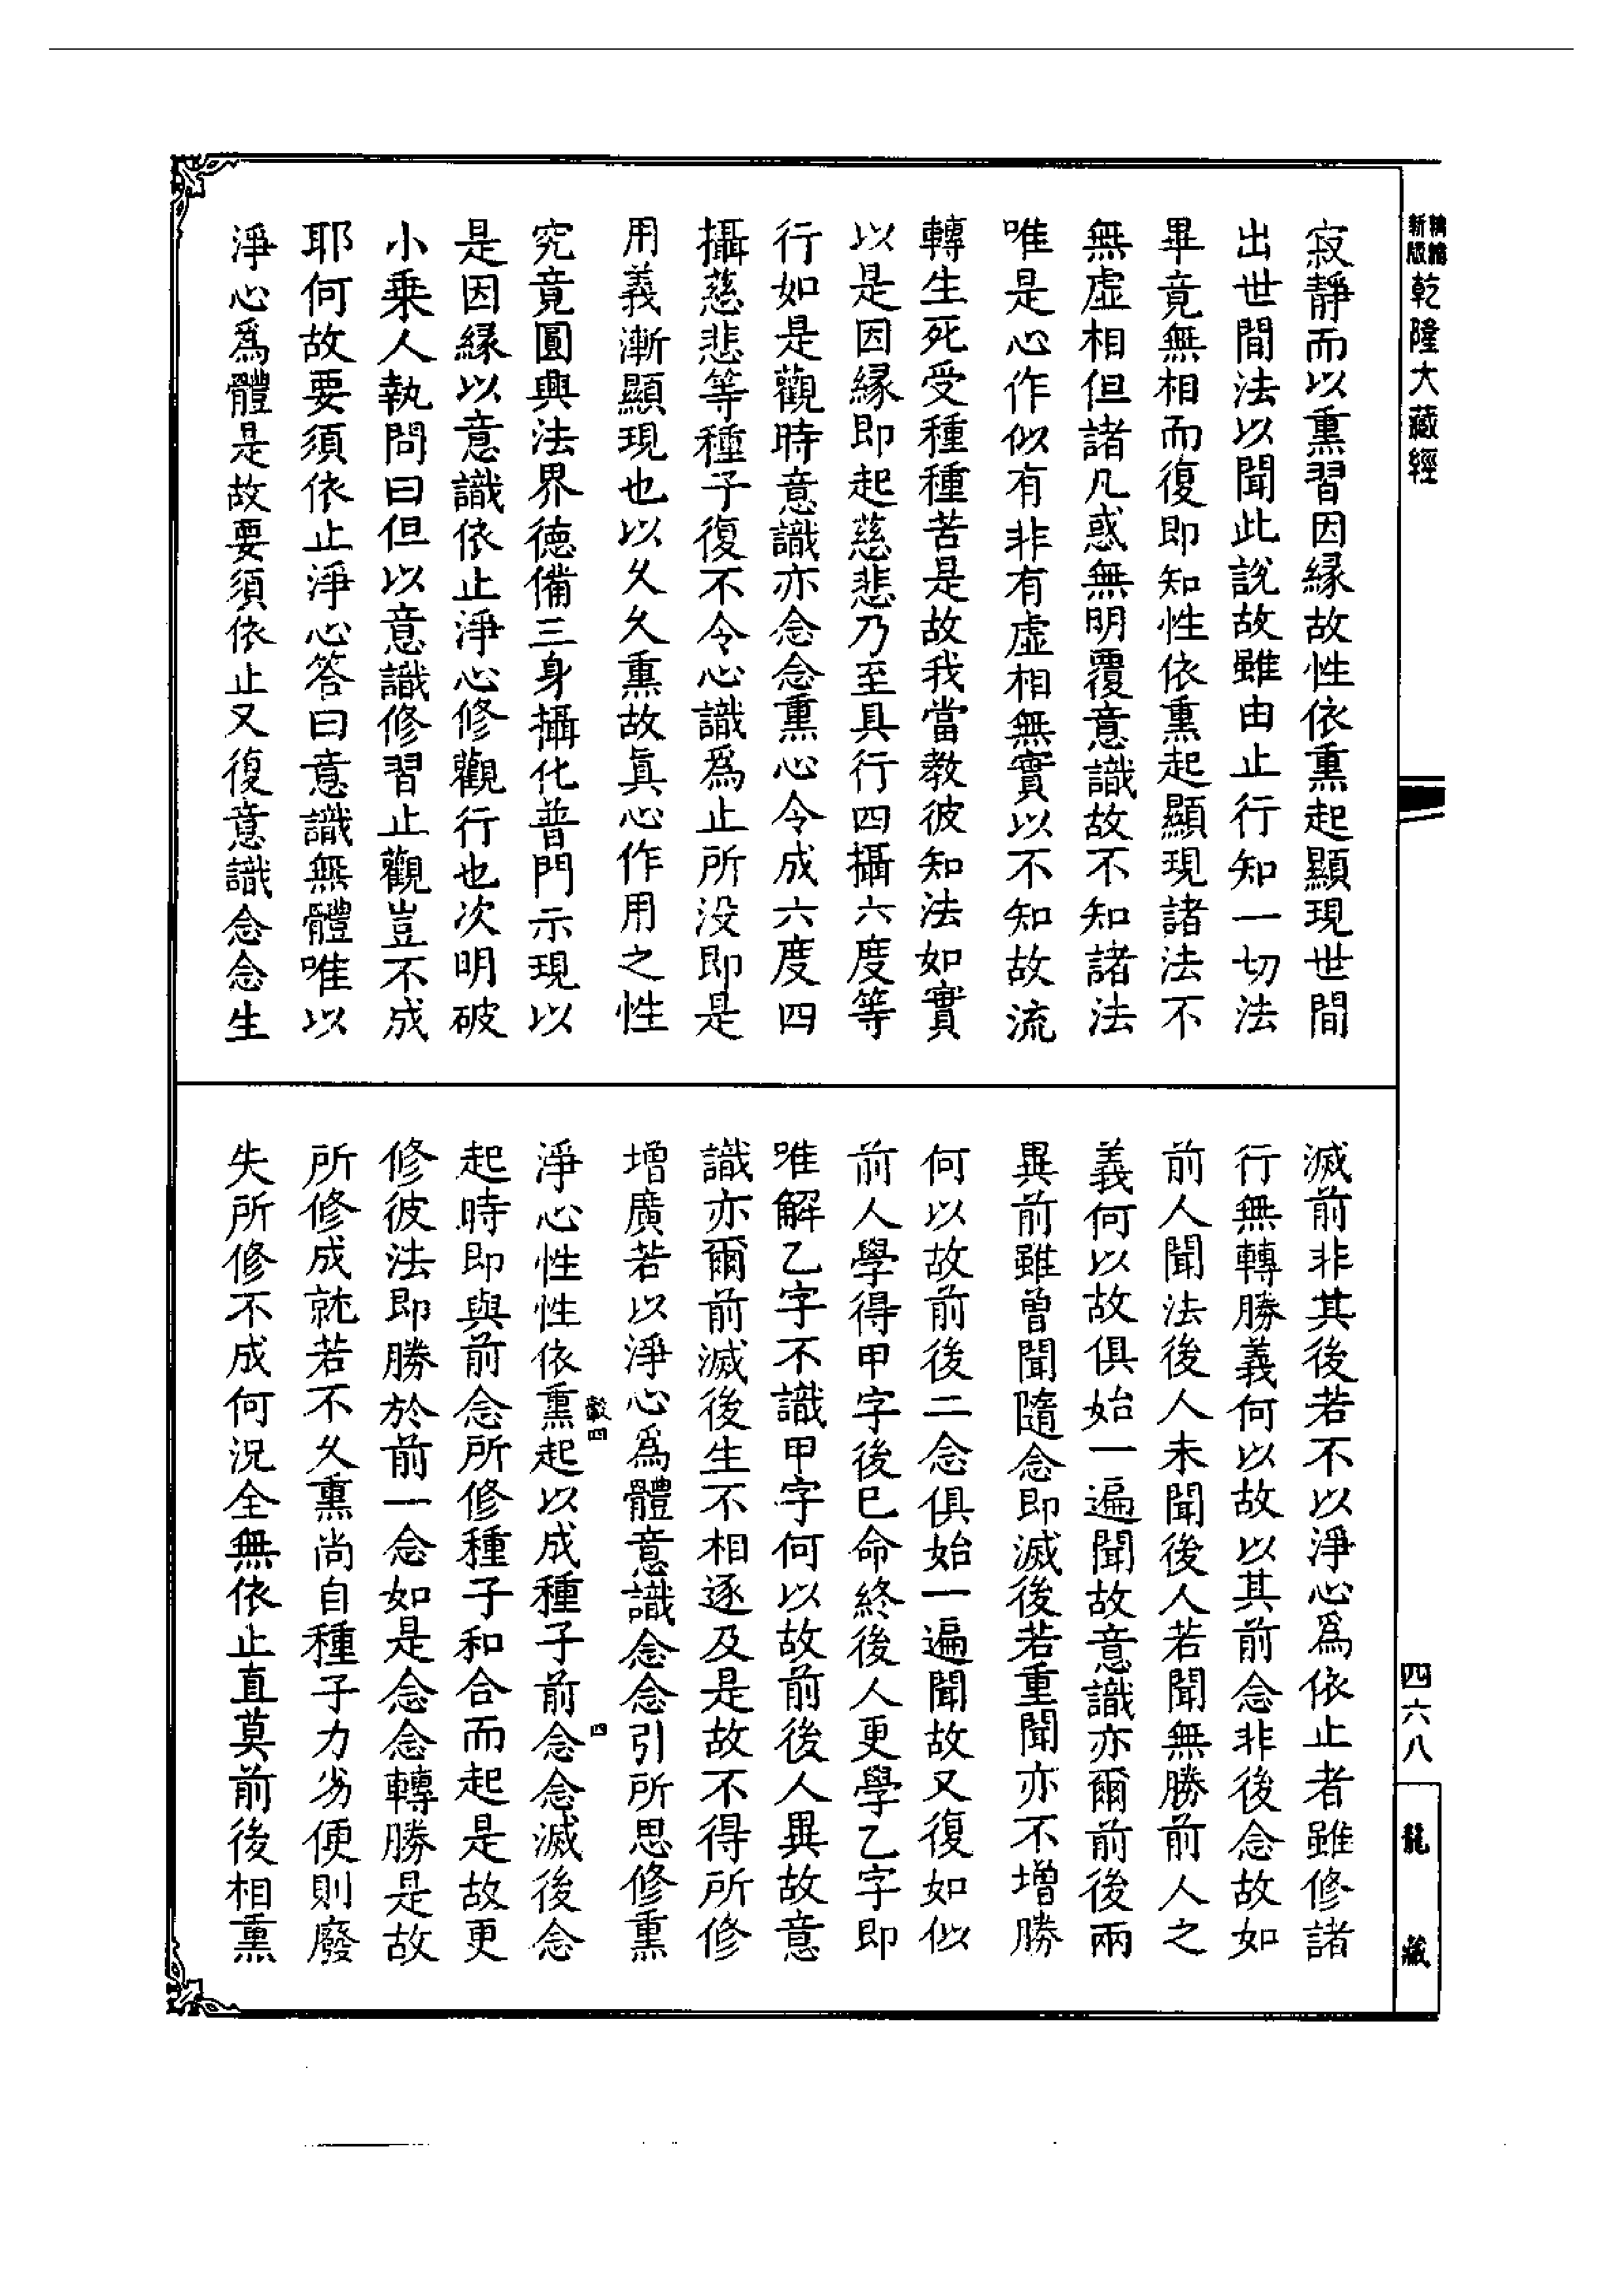 新版精縮乾隆大藏經
寂靜而以熏習因緣故性依熏起顯現世間
出世間法以聞此說故雖由止行知一切法
畢竟無相而復即知性依熏起顯現諸法不
無虛相但諸凡惑無明覆意識故不知諸法
唯是心作似有非有虛相無實以不知故流
轉生死受種種苦是故我當教彼知法如實
以是因緣即起慈悲乃至具行四攝六度等
行如是觀時意識亦念念熏心令成六度四
攝慈悲等種子復不令心識為止所没即是
用義漸顯現也以久久熏故真心作用之性
究竟圓興法界德備三身攝化普門示現以
是因緣以意識依止淨心修觀行也次明破
小乘人執問曰但以意識修習止觀豈不成
耶何故要須依止淨心答曰意識無體唯以
淨心爲體是故要須依止又復意識念念生
滅前非其後若不以淨心爲依止者雖修諸
行無轉勝義何以故以其前念非後念故如
前人聞法後人未聞後人若聞無勝前人之
義何以故俱始一遍聞故意識亦爾前後兩
異前雖曾聞隨念即滅後若重聞亦不增勝
何以故前後二念俱始一遍聞故又復如似
前人學得甲字後已命終後人更學乙字即
唯解乙字不識甲字何以故前後人異故意
識亦爾前滅後生不相逐及是故不得所修
增廣若以淨心爲體意識念念引所思修熏
淨心性性依熏起以成種子前念念滅後念
起時即與前念所修種子和合而起是故更
修彼法即勝於前一念如是念念轉勝是故
所修成就若不久熏尚自種子力劣便則廢
失所修不成何況全無依止直莫前後相熏
四
四六八
龍藏